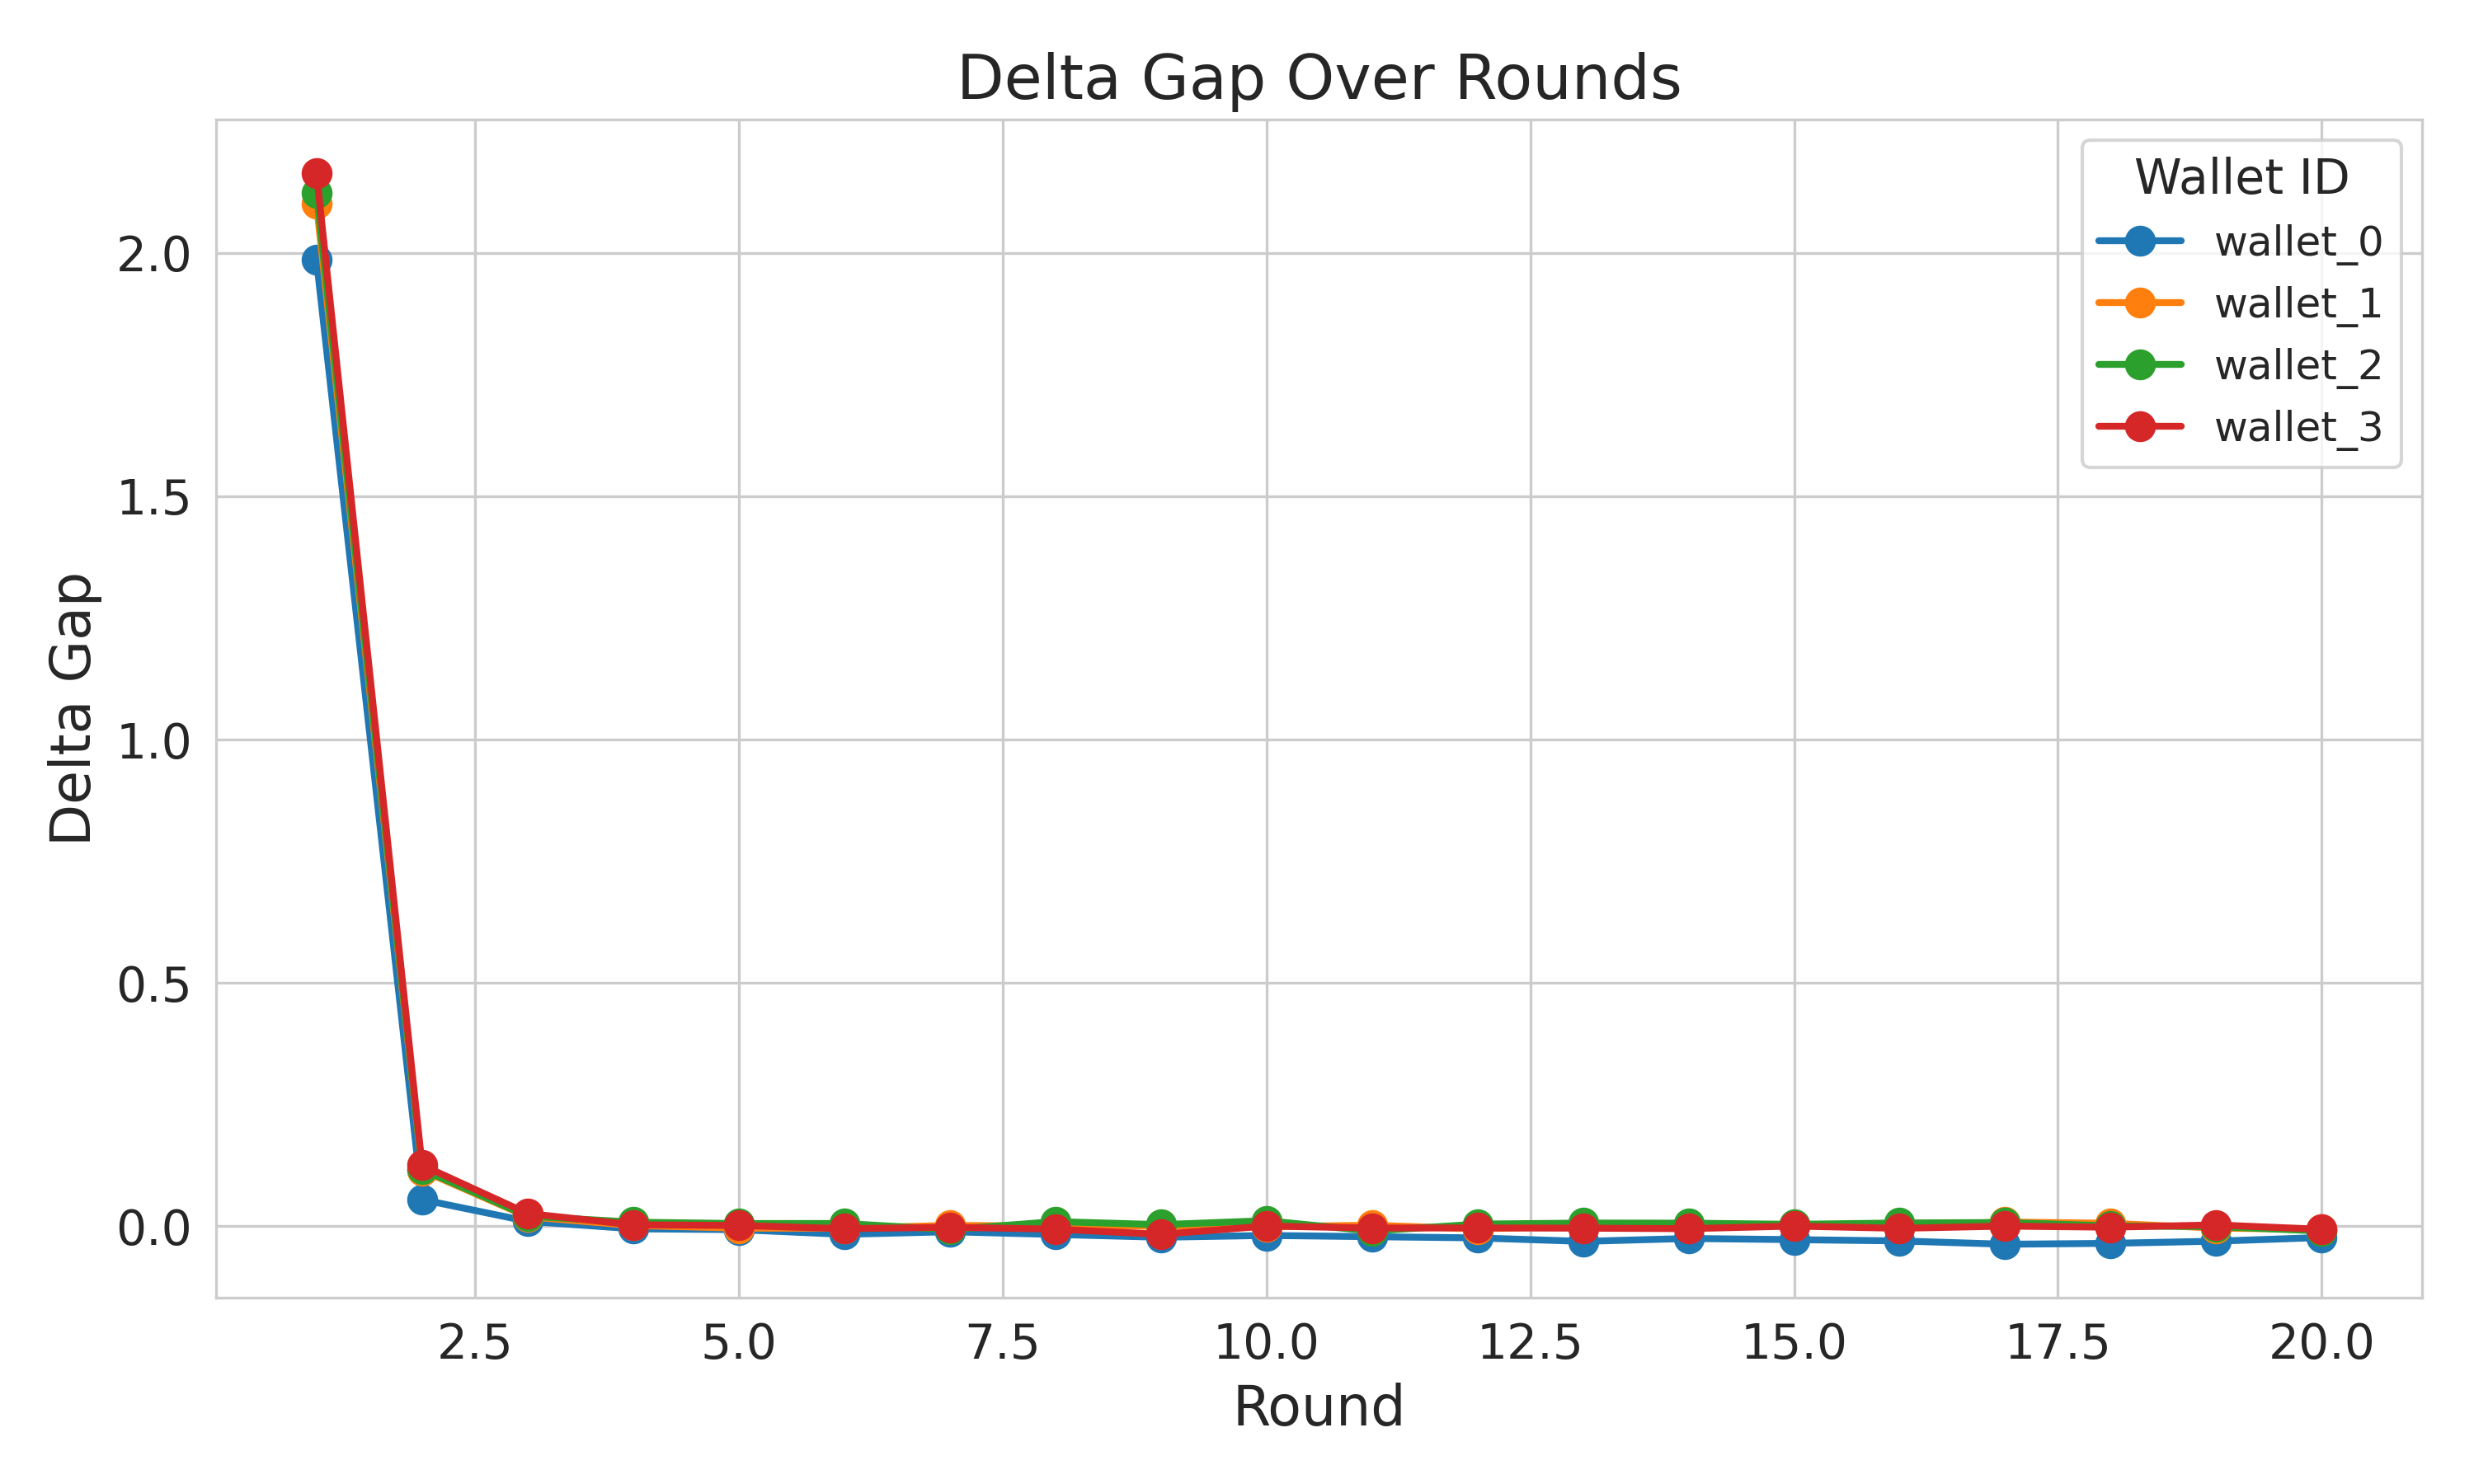 Delta Gap Over Rounds
Wallet ID
wallet_0
wallet_1
wallet_2
wallet_3
Delta Gap
2.0
1.5
1.0
0.5
0.0
2.5 5.0 7.5 10.0 12.5 15.0 17.5 20.0
Round